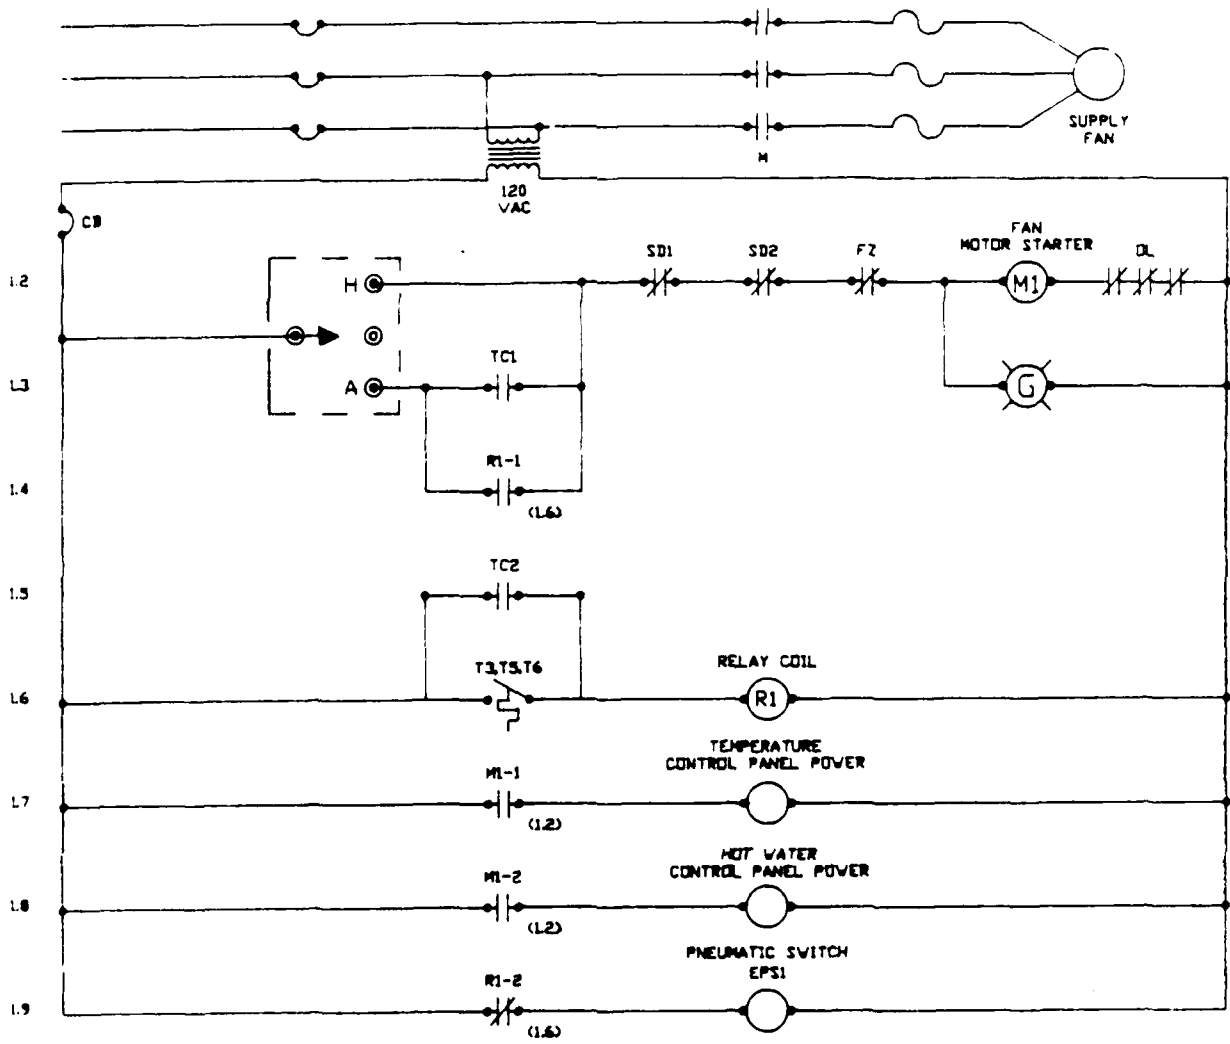 SUPPLY
FAN
M
120
VAC
CB
FAN
MOTOR STARTER
SD1
SD2
FZ
OL
1.2
H
M1
TC1
1.3
A
G
R1-1
1.4
(1.6)
TC2
1.5
T3,T5,T6
RELAY COIL
1.6
R1
TEMPERATURE
CONTROL PANEL POWER
M1-1
1.7
(1.2)
HOT WATER
CONTROL PANEL POWER
M1-2
1.8
(1.2)
PNEUMATIC SWITCH
EPS1
R1-2
1.9
(1.6)